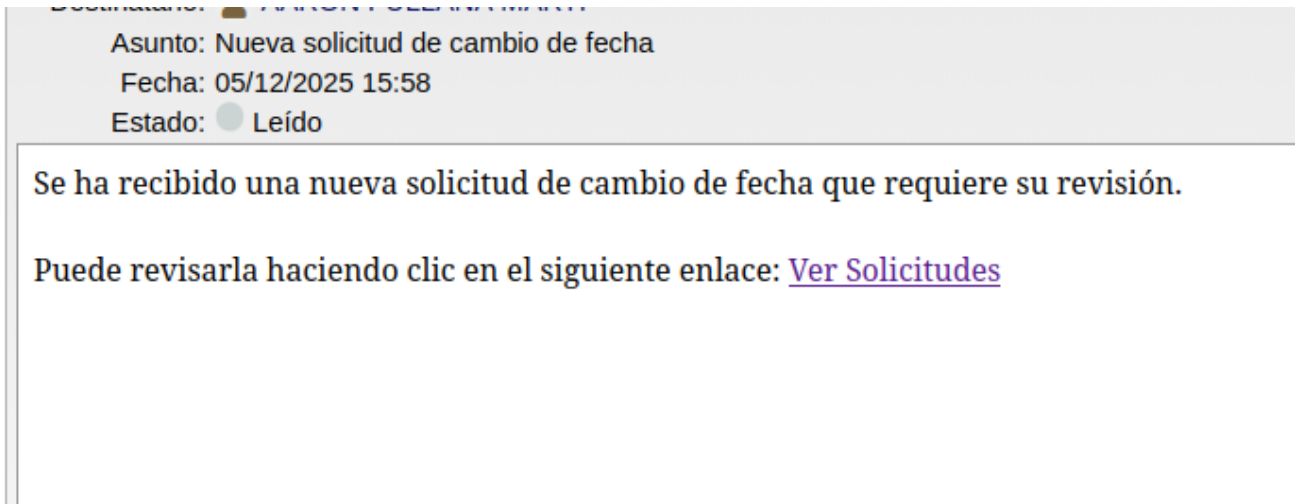 Asunto: Nueva solicitud de cambio de fecha
Fecha: 05/12/2025 15:58
Estado: Leído
Se ha recibido una nueva solicitud de cambio de fecha que requiere su revisión.
Puede revisarla haciendo clic en el siguiente enlace: Ver Solicitudes